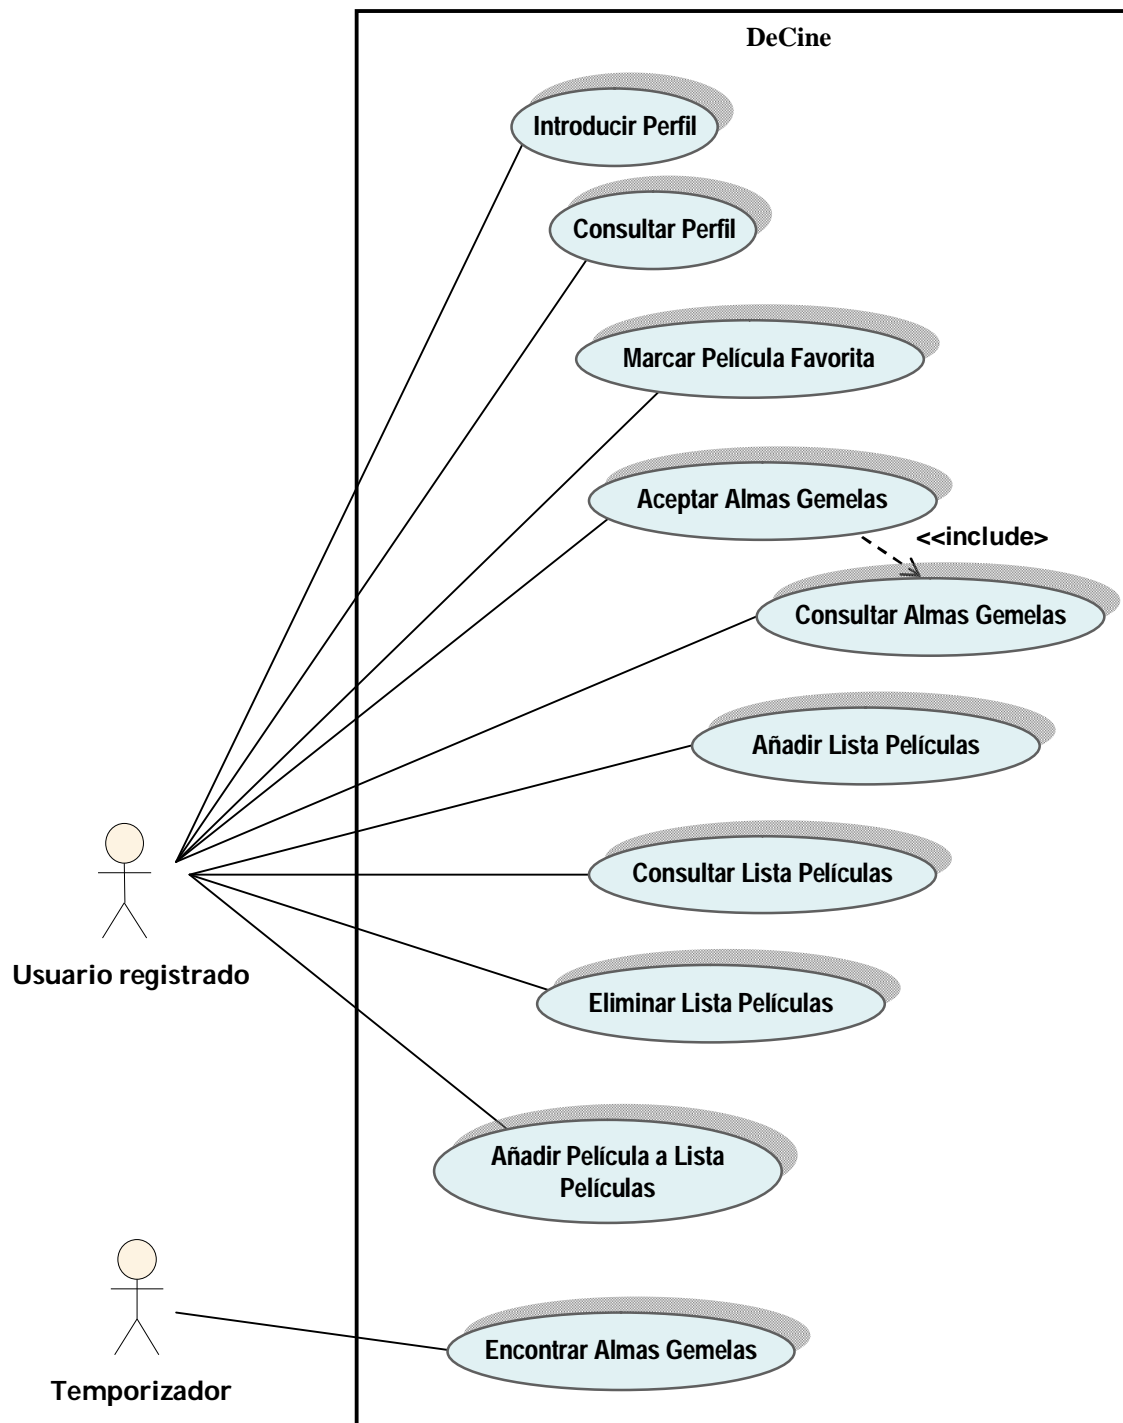 DeCine
Introducir Perfil
Consultar Perfil
Marcar Película Favorita
Aceptar Almas Gemelas
<<include>
Consultar Almas Gemelas
Añadir Lista Películas
Consultar Lista Películas
Usuario registrado
Eliminar Lista Películas
Añadir Película a Lista
Películas
Encontrar Almas Gemelas
Temporizador